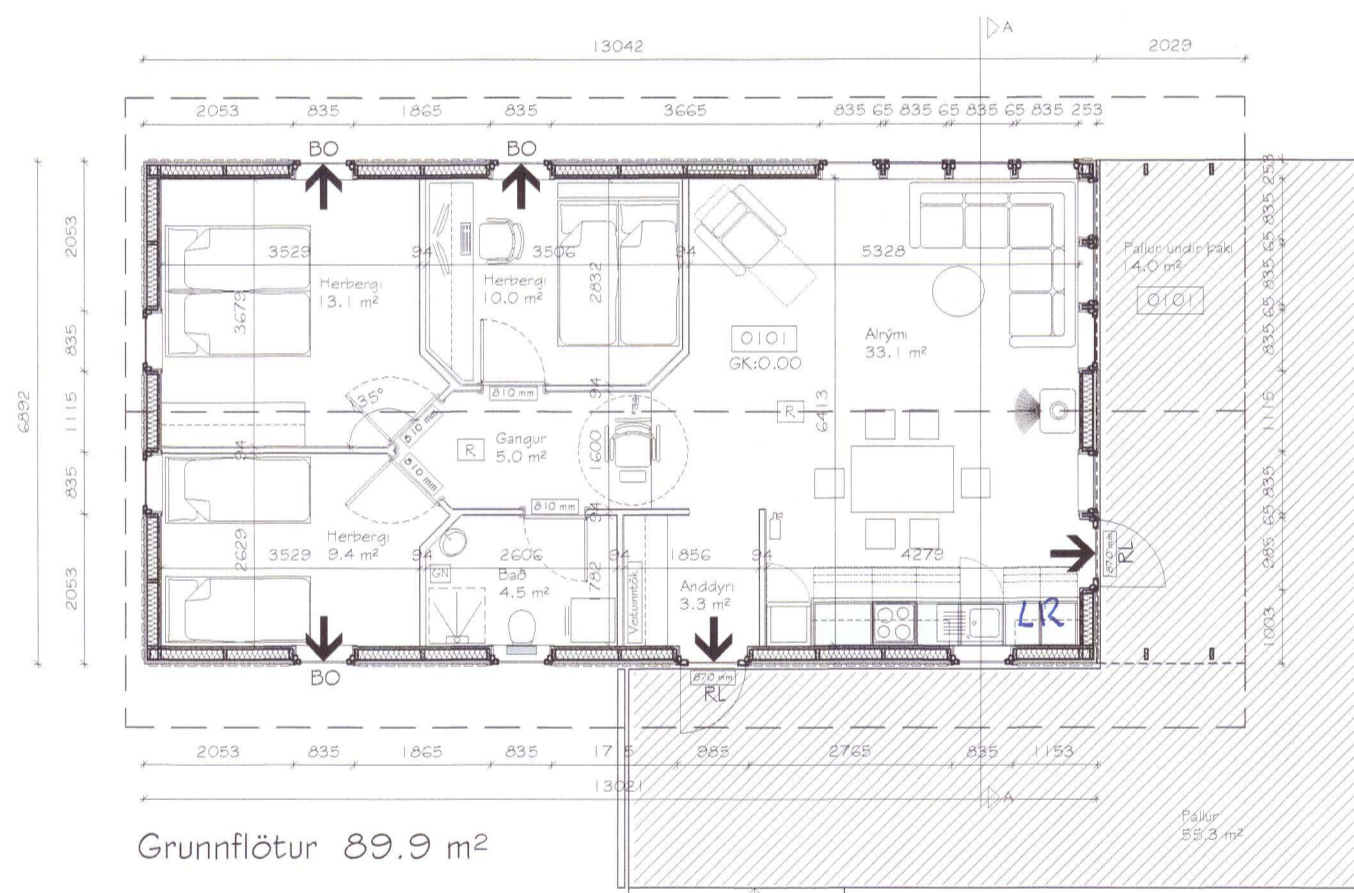 A
13042
2029
2053 835 1865 835 3665 835 65 835 65 835 65 835 253
BO
BO
6892
2053
835
1115
835
2053
253
835
65
835
65
835
1115
835
65
985
1003
3529 94 3506 94 5328
Herbergi
13.1 m²
3679
Herbergi
10.0 m²
2832
Pallur undir þaki
14.0 m²
0101
0101
GK:0.00
Alrými
33.1 m²
6413
135°
810 mm
810 mm
810 mm
94
R
R
Gangur
5.0 m²
1600
94
810 mm
94
Herbergi
9.4 m²
2629
3529 94 2606 94 1856 94 4279
GN
Bað
4.5 m²
1782
Veituinntök
Anddyri
3.3 m²
870 mm
RL
LR
BO
870 mm
RL
2053 835 1865 835 985 2765 835 1153
13021
A
Pallur
55,3 m²
Grunnflötur 89.9 m²